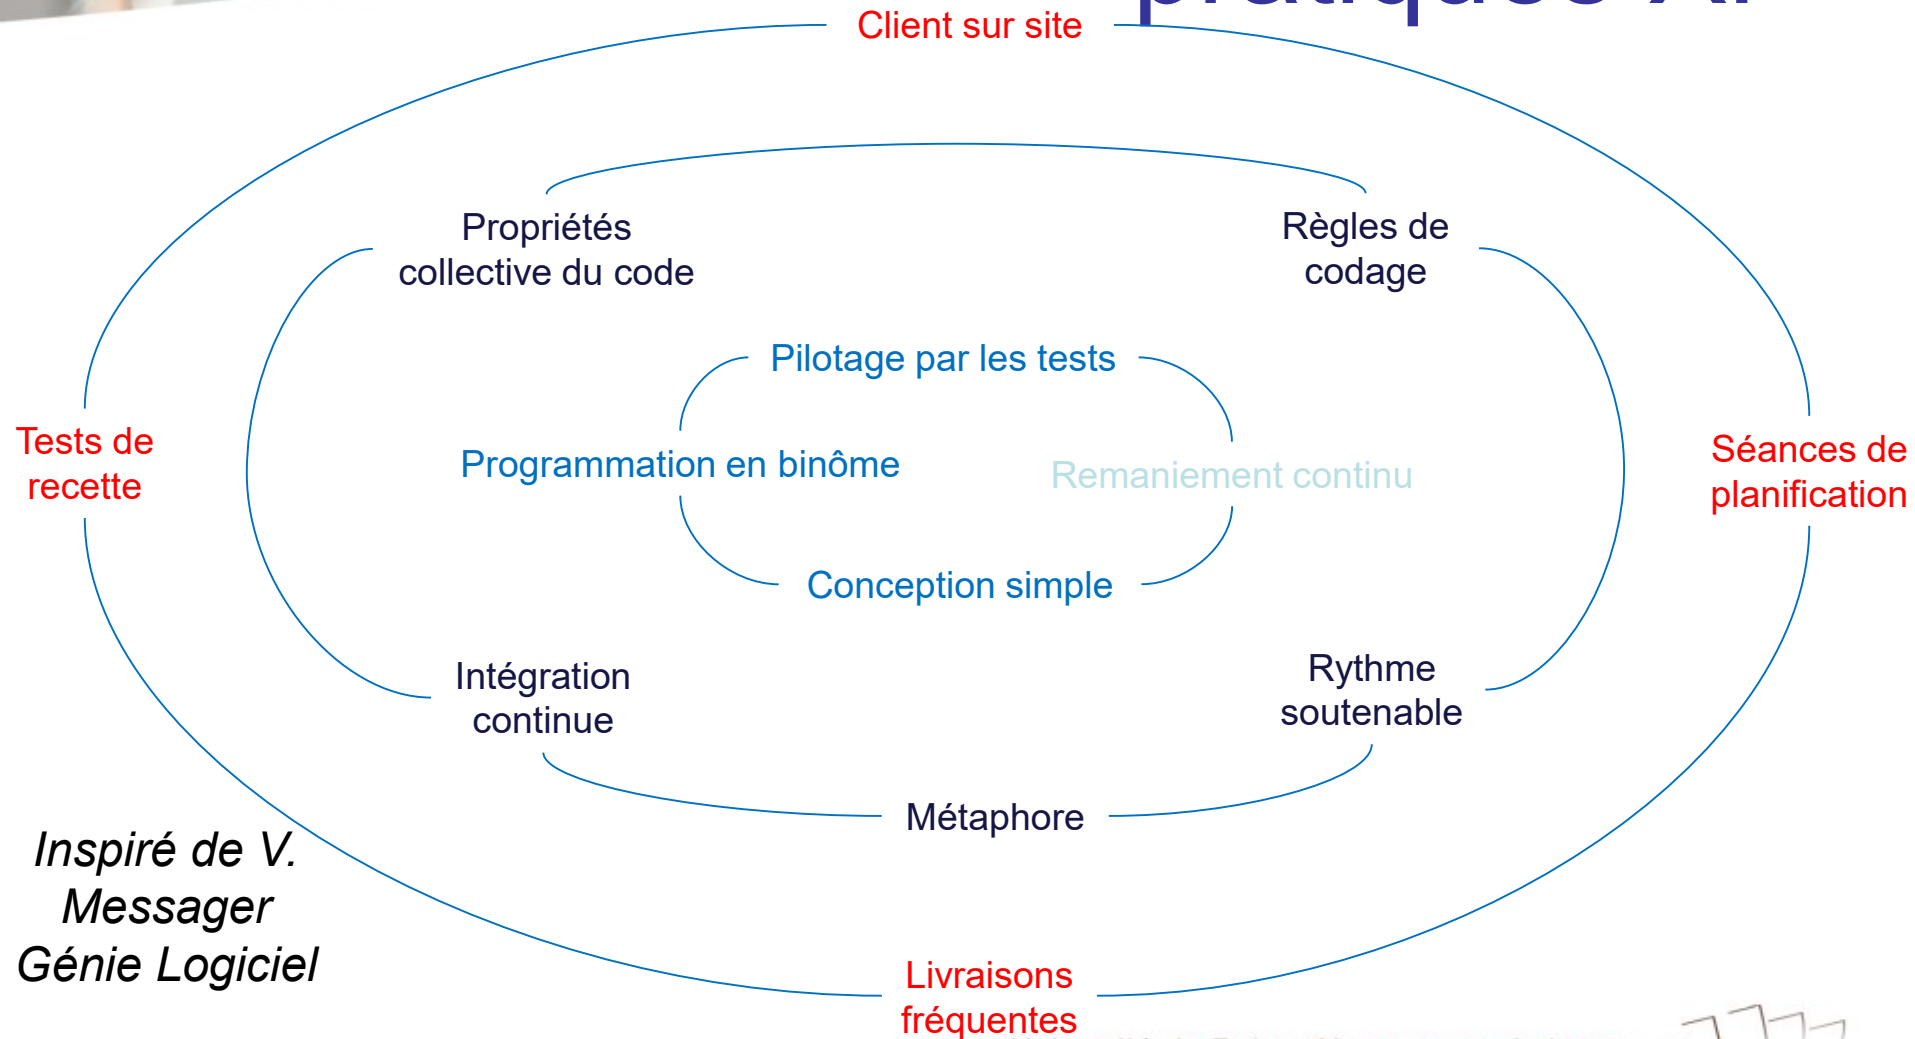 pratiques XP
Client sur site
Propriétés
collective du code
Règles de
codage
Pilotage par les tests
Tests de
recette
Programmation en binôme
Remaniement continu
Séances de
planification
Conception simple
Intégration
continue
Rythme
soutenable
Métaphore
Inspiré de V.
Messager
Génie Logiciel
Livraisons
fréquentes